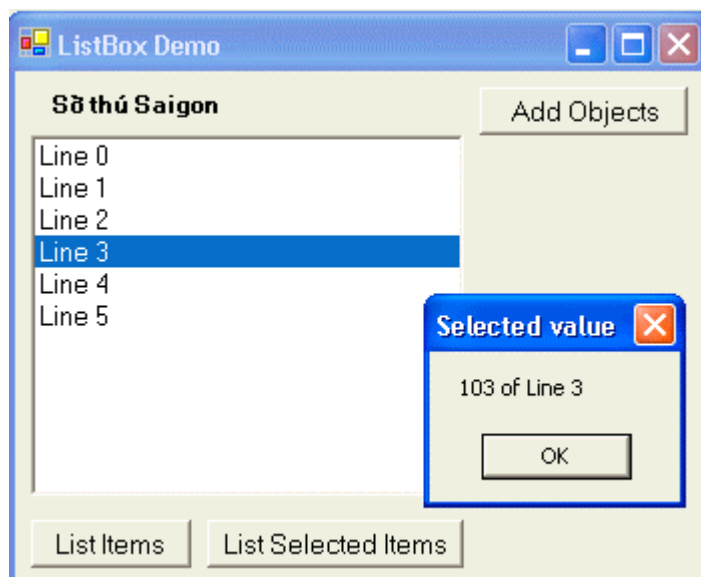 ListBox Demo
Sở thú Saigon
Add Objects
Line 0
Line 1
Line 2
Line 3
Line 4
Line 5
Selected value
103 of Line 3
OK
List Items
List Selected Items